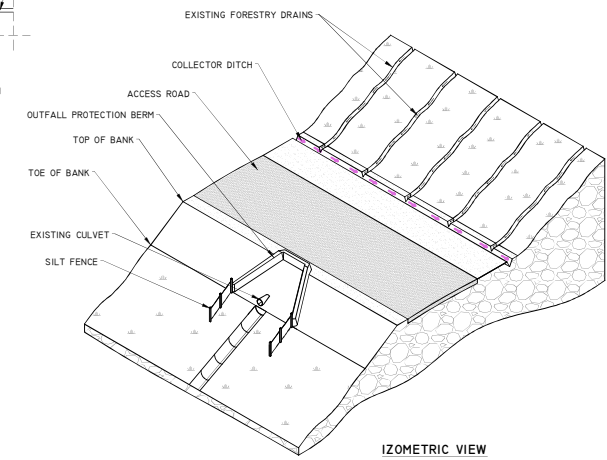 EXISTING FORESTRY DRAINS
COLLECTOR DITCH
ACCESS ROAD
OUTFALL PROTECTION BERM
TOP OF BANK
TOE OF BANK
EXISTING CULVET
SILT FENCE
IZOMETRIC VIEW